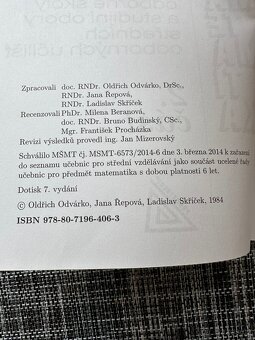 Zpracovali doc. RNDr. Oldřich Odvárko, DrSc.,
RNDr. Jana Řepová,
RNDr. Ladislav Skříček
Recenzovali PhDr. Milena Beranová,
doc. RNDr. Bruno Budinský, CSc.,
Mgr. František Procházka
Revizi výsledků provedl ing. Jan Mizerovský
Schválilo MŠMT čj. MSMT-6573/2014-6 dne 3. března 2014 k zařazení
do seznamu učebnic pro střední vzdělávání jako součást ucelené řady
učebnic pro předmět matematika s dobou platnosti 6 let.
Dotisk 7. vydání
© Oldřich Odvárko, Jana Řepová, Ladislav Skříček, 1984
ISBN 978-80-7196-406-3